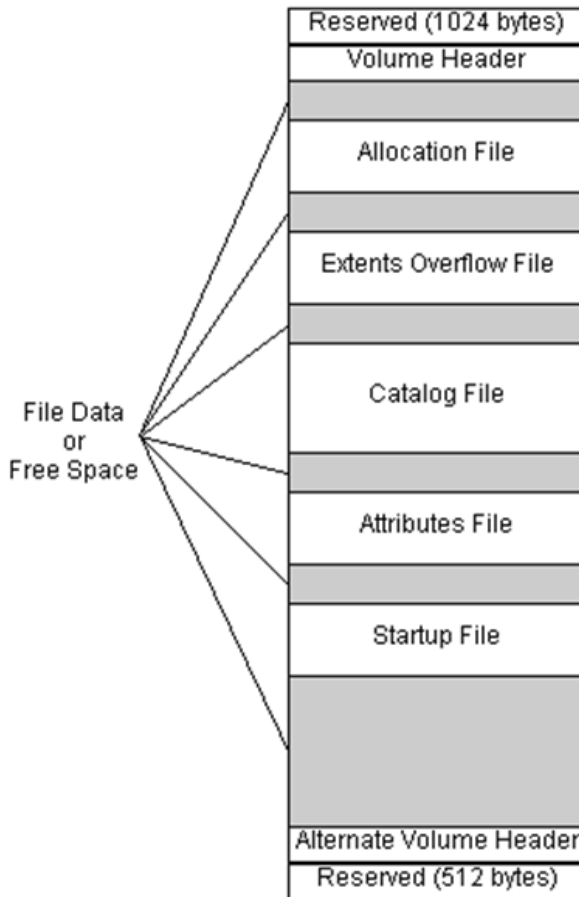 Reserved (1024 bytes)
Volume Header
Allocation File
Extents Overflow File
Catalog File
File Data
or
Free Space
Attributes File
Startup File
Alternate Volume Header
Reserved (512 bytes)